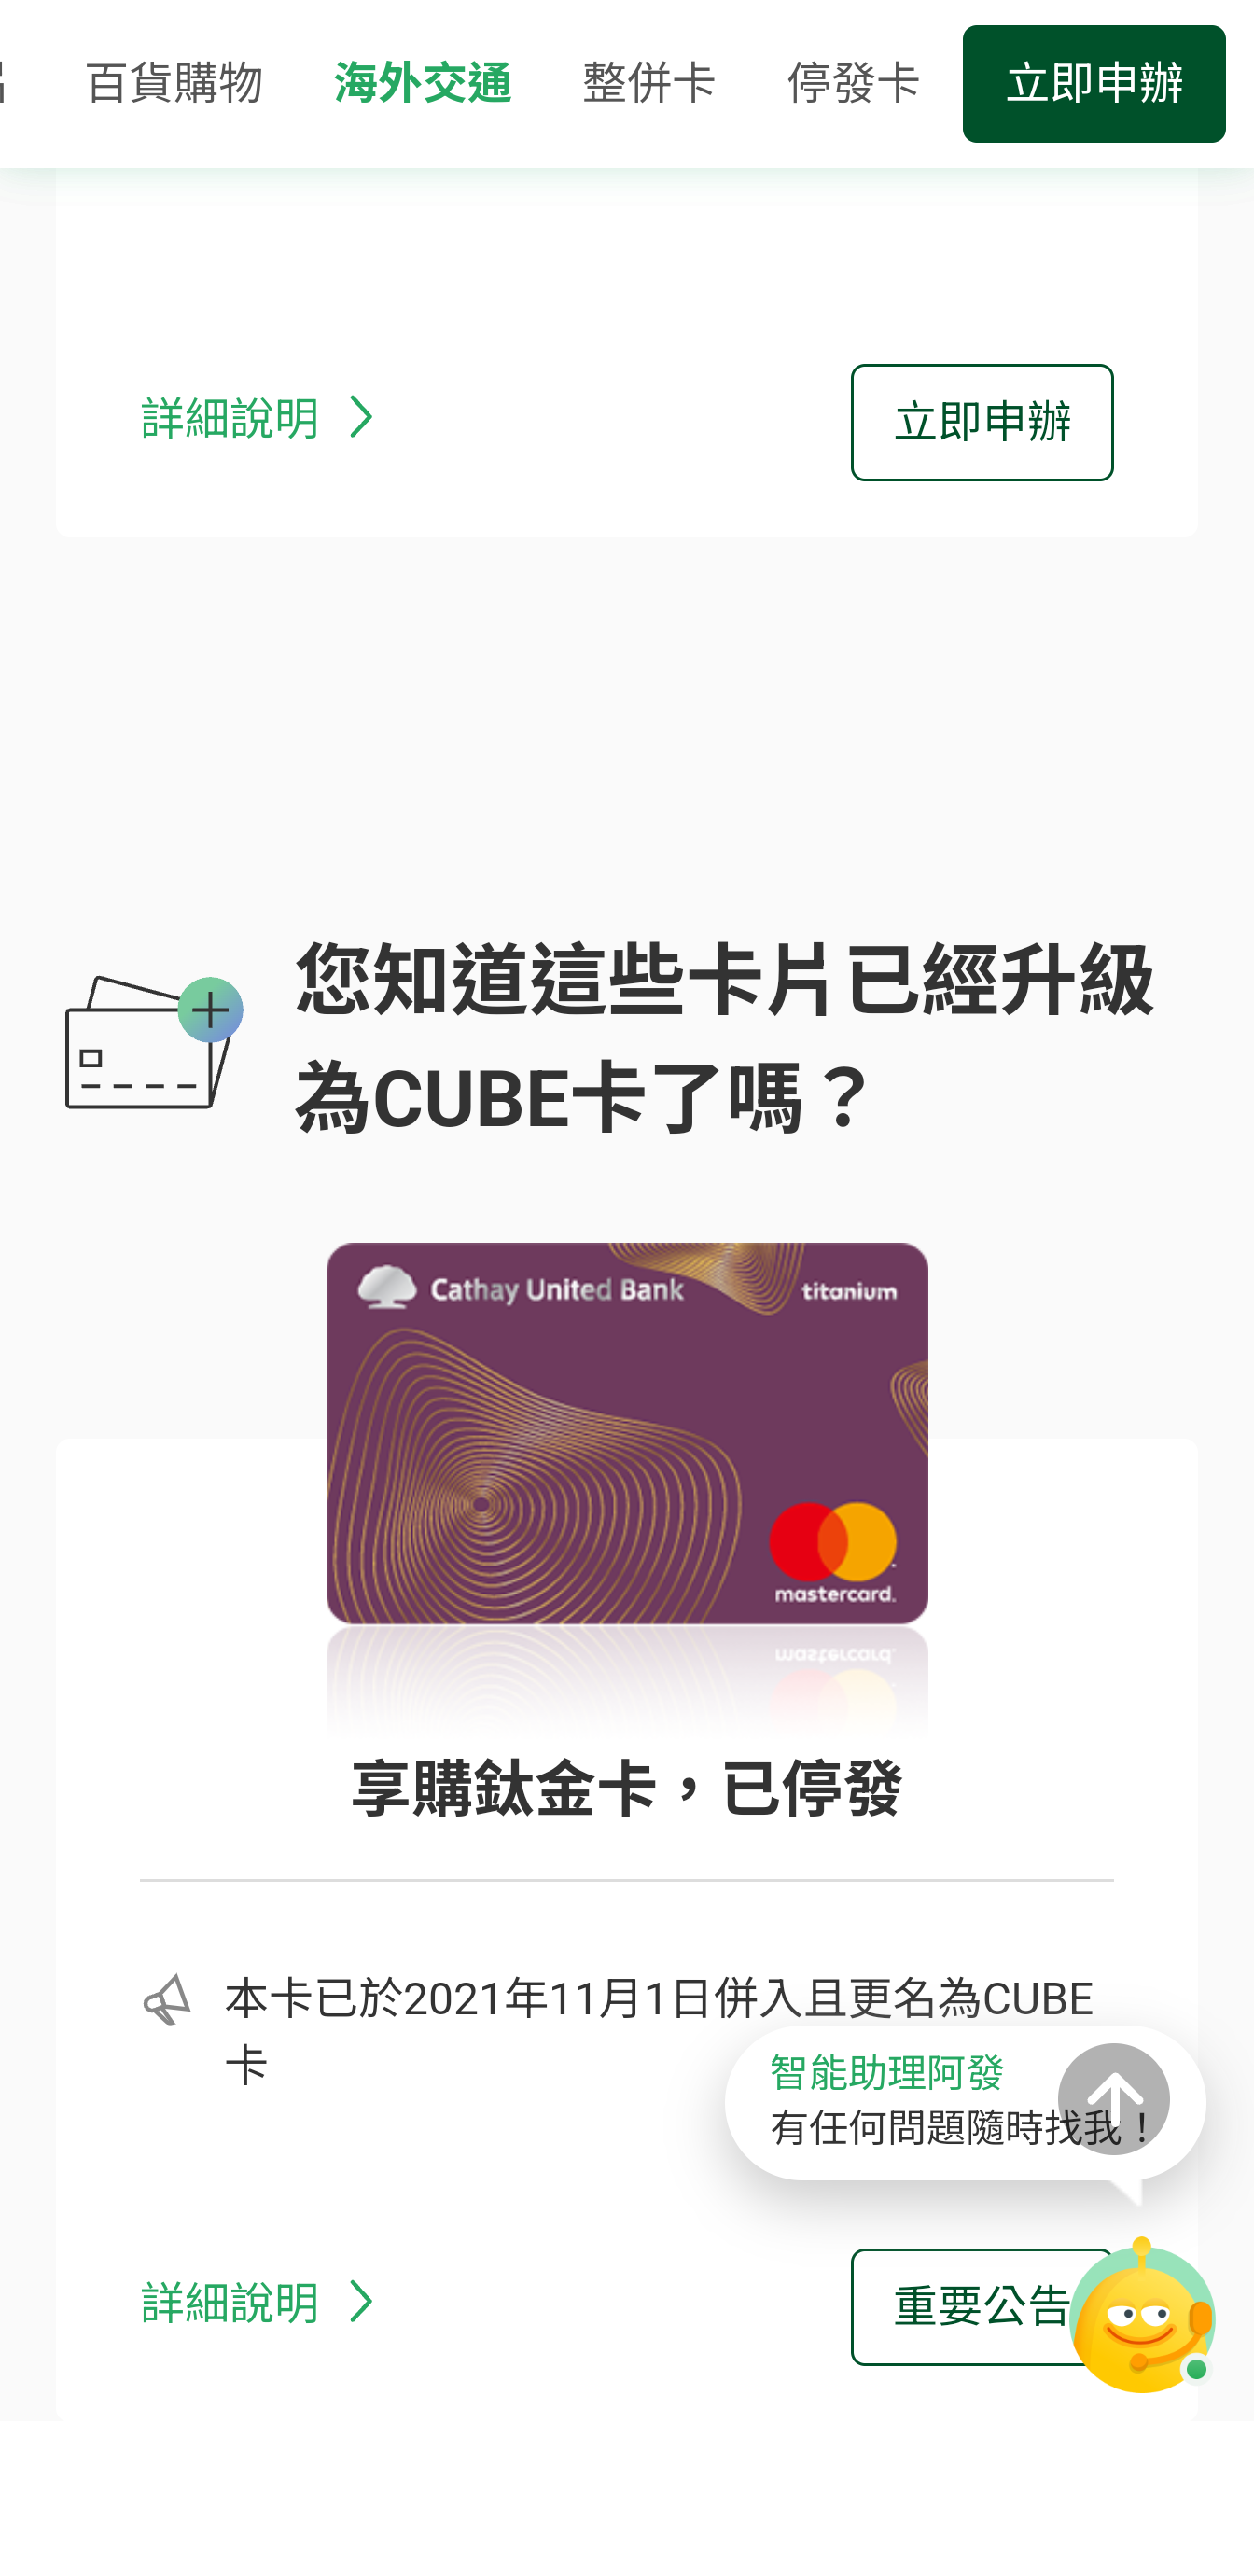 百貨購物 海外交通 整併卡 停發卡 立即申辦
詳細說明 立即申辦
您知道這些卡片已經升級
為CUBE卡了嗎？
Cathay United Bank titanium
mastercard.
享購鈦金卡，已停發
本卡已於2021年11月1日併入且更名為CUBE
卡
智能助理阿發
有任何問題隨時找我！
詳細說明 重要公告